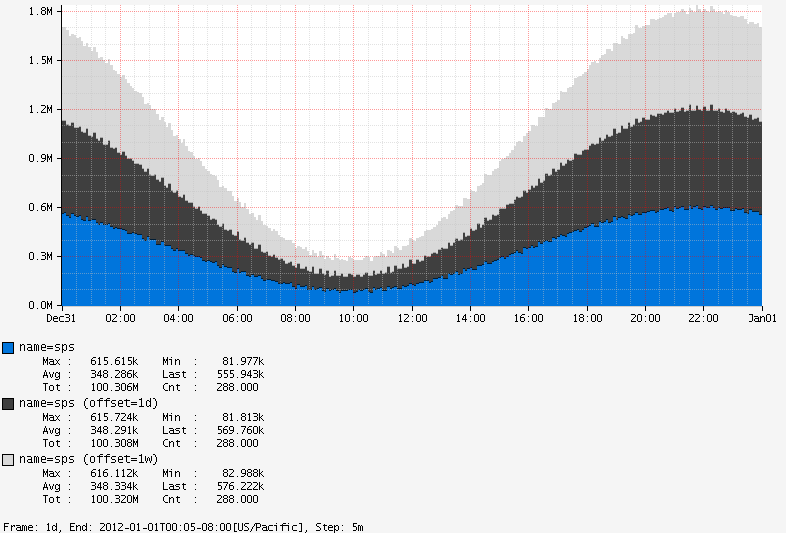 1.8M
1.5M
1.2M
0.9M
0.6M
0.3M
0.0M
Dec31 02:00 04:00 06:00 08:00 10:00 12:00 14:00 16:00 18:00 20:00 22:00 Jan01
name=sps
Max : 615.615k Min : 81.977k
Avg : 348.286k Last : 555.943k
Tot : 100.306M Cnt : 288.000
name=sps (offset=1d)
Max : 615.724k Min : 81.813k
Avg : 348.291k Last : 569.760k
Tot : 100.308M Cnt : 288.000
name=sps (offset=1w)
Max : 616.112k Min : 82.988k
Avg : 348.334k Last : 576.222k
Tot : 100.320M Cnt : 288.000
Frame: 1d, End: 2012-01-01T00:05-08:00[US/Pacific], Step: 5m